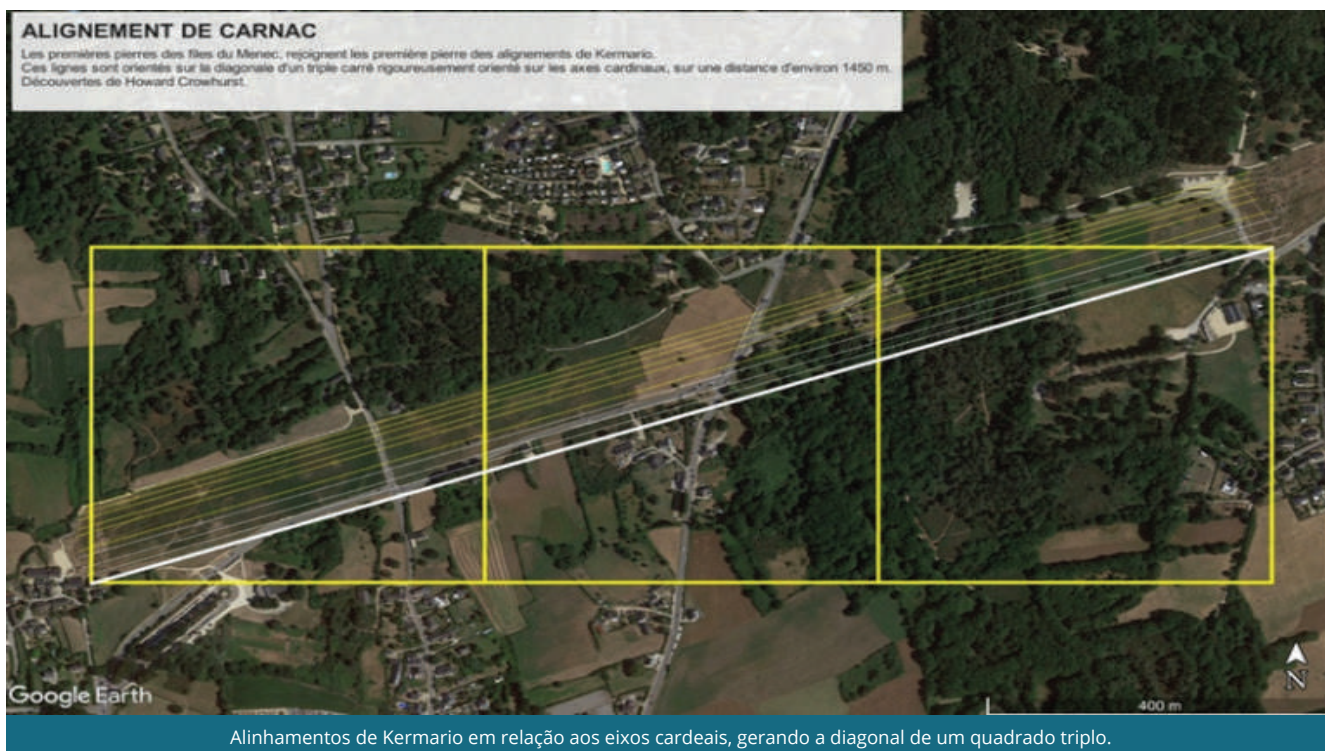 ALIGNEMENT DE CARNAC
Les premières pierres des files du Menec, rejoignent les première pierre des alignements de Kermario.
Ces lignes sont orientés sur la diagonale d'un triple carré rigoureusement orienté sur les axes cardinaux, sur une distance d'environ 1450 m.
Découvertes de Howard Crowhurst.
Google Earth
N
400 m
Alinhamentos de Kermario em relação aos eixos cardeais, gerando a diagonal de um quadrado triplo.